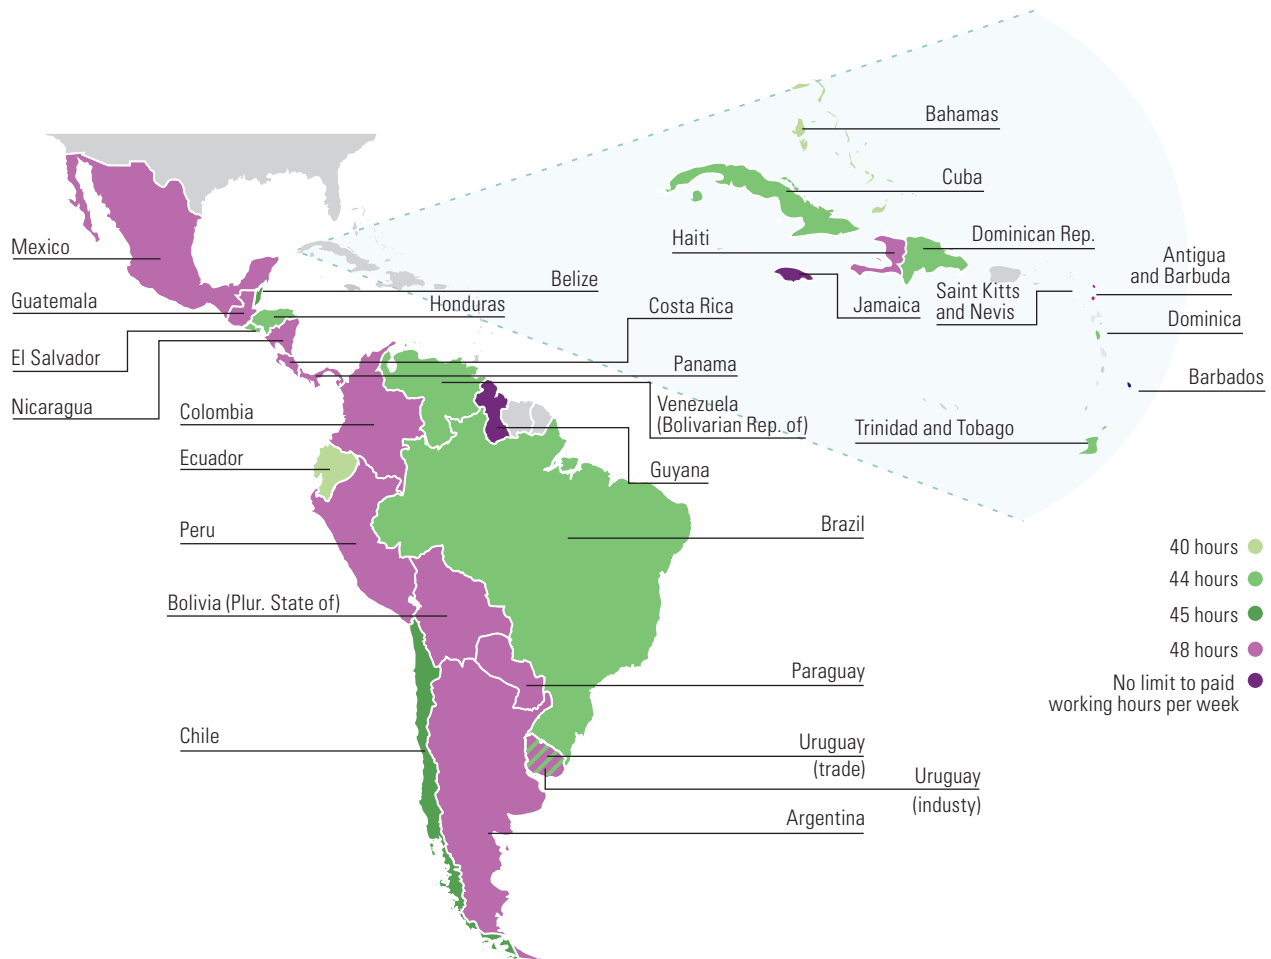 Bahamas
Cuba
Haiti
Dominican Rep.
Antigua
and Barbuda
Saint Kitts
and Nevis
Jamaica
Dominica
Barbados
Trinidad and Tobago
Mexico
Belize
Guatemala
Honduras
Costa Rica
El Salvador
Panama
Nicaragua
Colombia
Venezuela
(Bolivarian Rep. of)
Ecuador
Guyana
Peru
Brazil
Bolivia (Plur. State of)
Paraguay
Chile
Uruguay
(trade)
Uruguay
(industy)
Argentina
40 hours
44 hours
45 hours
48 hours
No limit to paid
working hours per week